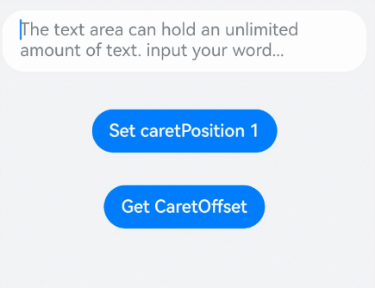 The text area can hold an unlimited
amount of text. input your word...
Set caretPosition 1
Get CaretOffset